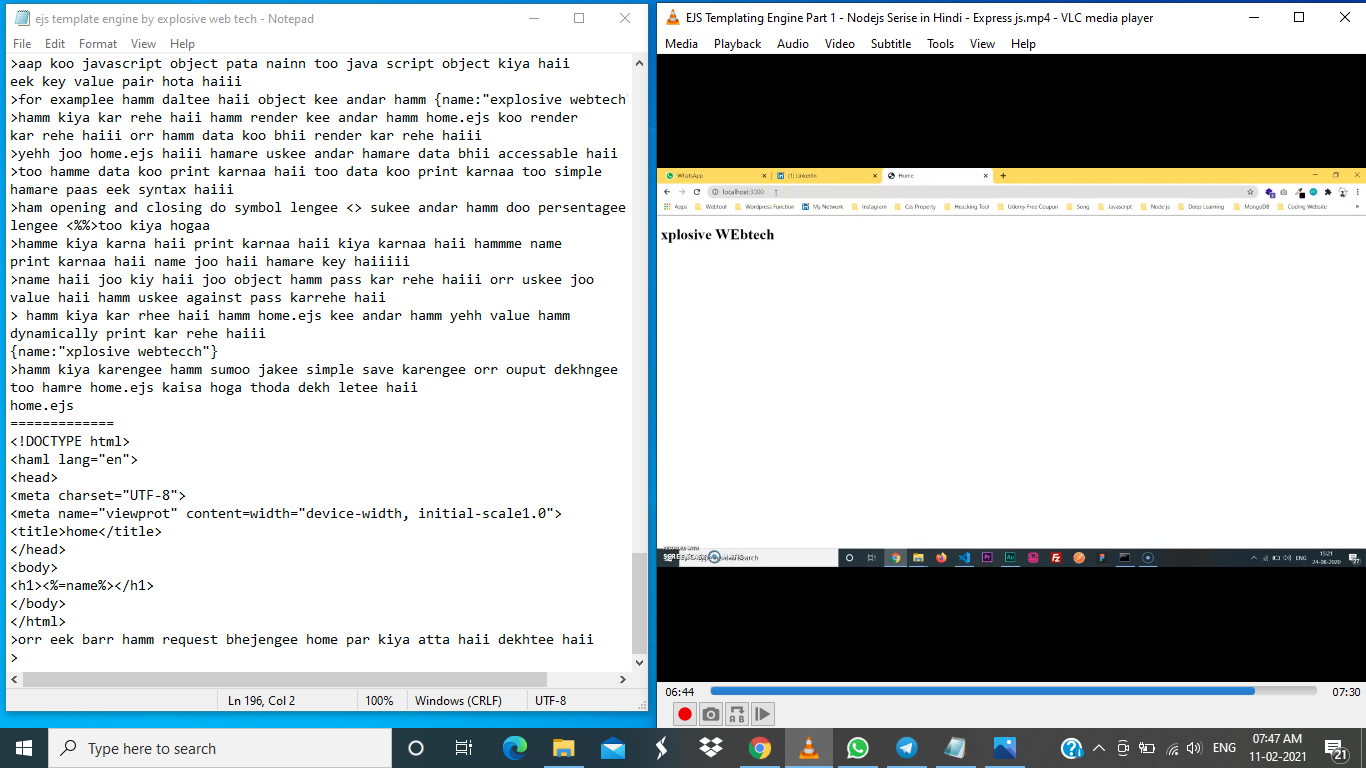 ejs template engine by explosive web tech - Notepad
File Edit Format View Help
>aap koo javascript object pata nainn too java script object kiya haii
eek key value pair hota haiii
>for examplee hamm daltee haii object kee andar hamm {name:"explosive webtech"
>hamm kiya kar rehe haii hamm render kee andar hamm home.ejs koo render
kar rehe haiii orr hamm data koo bhii render kar rehe haiii
>yehh joo home.ejs haiii hamare uskee andar hamare data bhii accessable haii
>too hamme data koo print karnaa haii too data koo print karnaa too simple
hamare paas eek syntax haiii
>ham opening and closing do symbol lengee <> sukee andar hamm doo persentagee
lengee <%%>too kiya hogaa
>hamme kiya karna haii print karnaa haii kiya karnaa haii hammme name
print karnaa haii name joo haii hamare key haiiiii
>name haii joo kiy haii joo object hamm pass kar rehe haiii orr uskee joo
value haii hamm uskee against pass karrehe haii
> hamm kiya kar rhee haii hamm home.ejs kee andar hamm yehh value hamm
dynamically print kar rehe haiii
{name:"xplosive webtecch"}
>hamm kiya karengee hamm sumoo jakee simple save karengee orr ouput dekhngee
too hamre home.ejs kaisa hoga thoda dekh letee haii
home.ejs
=============
<!DOCTYPE html>
<haml lang="en">
<head>
<meta charset="UTF-8">
<meta name="viewprot" content=width="device-width, initial-scale1.0">
<title>home</title>
</head>
<body>
<h1><%=name%></h1>
</body>
</html>
>orr eek barr hamm request bhejengee home par kiya atta haii dekhtee haii
>
Ln 196, Col 2 100% Windows (CRLF) UTF-8
EJS Templating Engine Part 1 - Nodejs Serise in Hindi - Express js.mp4 - VLC media player
Media Playback Audio Video Subtitle Tools View Help
WhatsApp (1) LinkedIn Home
localhost:3000
Apps Webtout Wordpress Function My Network Instagram Css Property Heucking Tool Udemy Free Coupun Song Javascript Node js Deep Learning MongoDB Coding Website
xplosive WEbtech
ENG 15:21
24-08-2020
06:44 07:30
A B
Type here to search
ENG 07:47 AM
11-02-2021
21